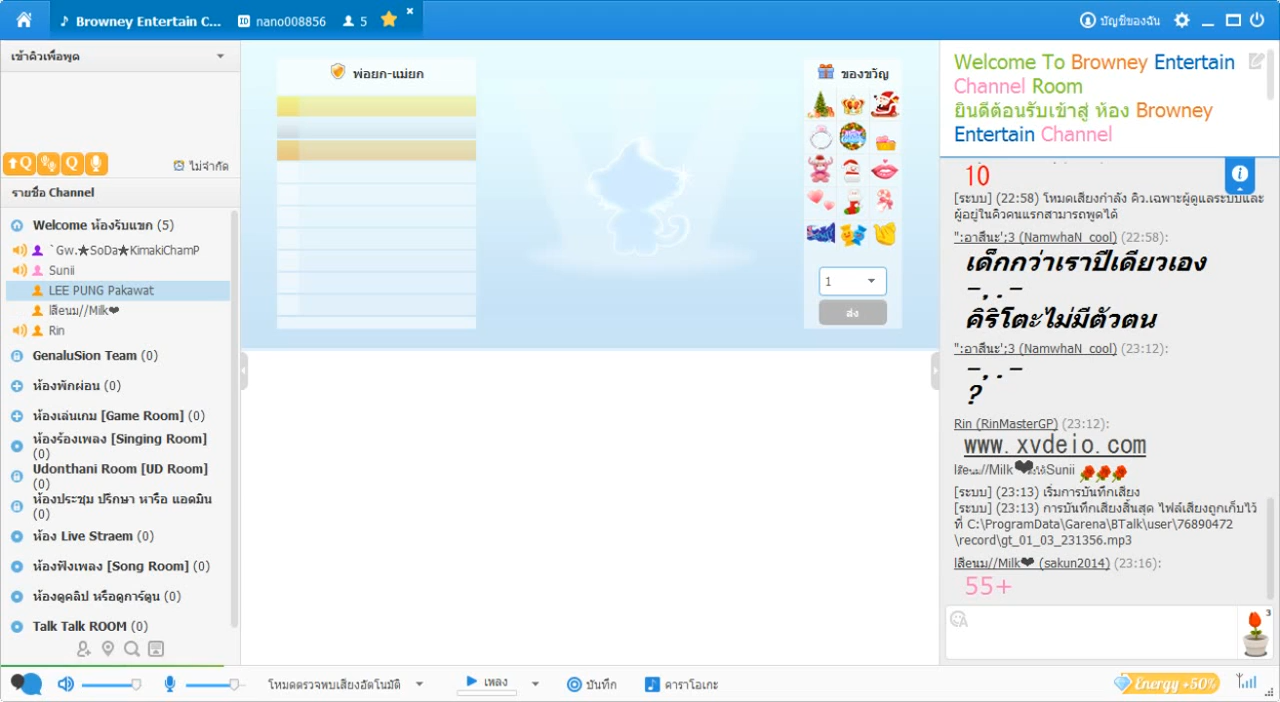 ♪ Browney Entertain C... ID nano008856 5
บัญชีของฉัน
เข้าคิวเพื่อพูด
ไม่จำกัด
รายชื่อ Channel
Welcome ห้องรับแขก (5)
`Gw.★SoDa★KimakiChamP
Sunii
LEE PUNG Pakawat
เสือนม//Milk❤
Rin
GenaluSion Team (0)
ห้องพักผ่อน (0)
ห้องเล่นเกม [Game Room] (0)
ห้องร้องเพลง [Singing Room]
(0)
Udonthani Room [UD Room]
(0)
ห้องประชุม ปรึกษา หารือ แอดมิน
(0)
ห้อง Live Straem (0)
ห้องฟังเพลง [Song Room] (0)
ห้องดูคลิป หรือดูการ์ตูน (0)
Talk Talk ROOM (0)
พ่อยก-แม่ยก
ของขวัญ
1
ส่ง
Welcome To Browney Entertain
Channel Room
ยินดีต้อนรับเข้าสู่ ห้อง Browney
Entertain Channel
10
[ระบบ] (22:58) โหมดเสียงกำลัง คิว.เฉพาะผู้ดูแลระบบและ
ผู้อยู่ในคิวคนแรกสามารถพูดได้
":อาสึนะ';3 (NamwhaN_cool) (22:58):
เด็กกว่าเราปีเดียวเอง
-,.-
คิริโตะไม่มีตัวตน
":อาสึนะ';3 (NamwhaN_cool) (23:12):
-,.-
?
Rin (RinMasterGP) (23:12):
www.xvdeio.com
//Milk❤ Sunii
[ระบบ] (23:13) เริ่มการบันทึกเสียง
[ระบบ] (23:13) การบันทึกเสียงสิ้นสุด ไฟล์เสียงถูกเก็บไว้
ที่ C:\ProgramData\Garena\BTalk\user\76890472
\record\gt_01_03_231356.mp3
เสือนม//Milk❤ (sakun2014) (23:16):
55+
3
โหมดตรวจพบเสียงอัตโนมัติ
เพลง
บันทึก
คาราโอเกะ
Energy +50%